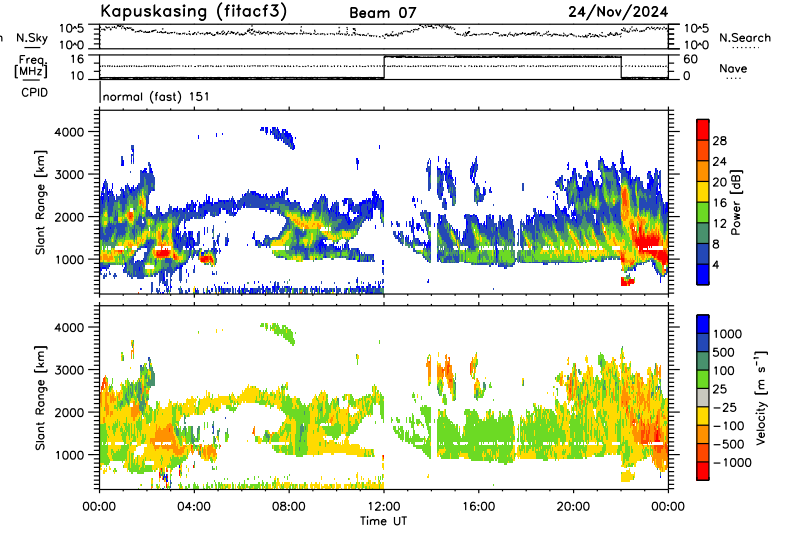 Kapuskasing (fitacf3) Beam 07 24/Nov/2024
n N.Sky 10^5 10^0 10^5 10^0 N.Search
Freq [MHz] 16 10 60 0 Nave
CPID normal (fast) 151
Slant Range [km]
4000
3000
2000
1000
Power [dB]
28
24
20
16
12
8
4
Slant Range [km]
4000
3000
2000
1000
Velocity [m s⁻¹]
1000
500
100
25
-25
-100
-500
-1000
00:00 04:00 08:00 12:00 16:00 20:00 00:00
Time UT